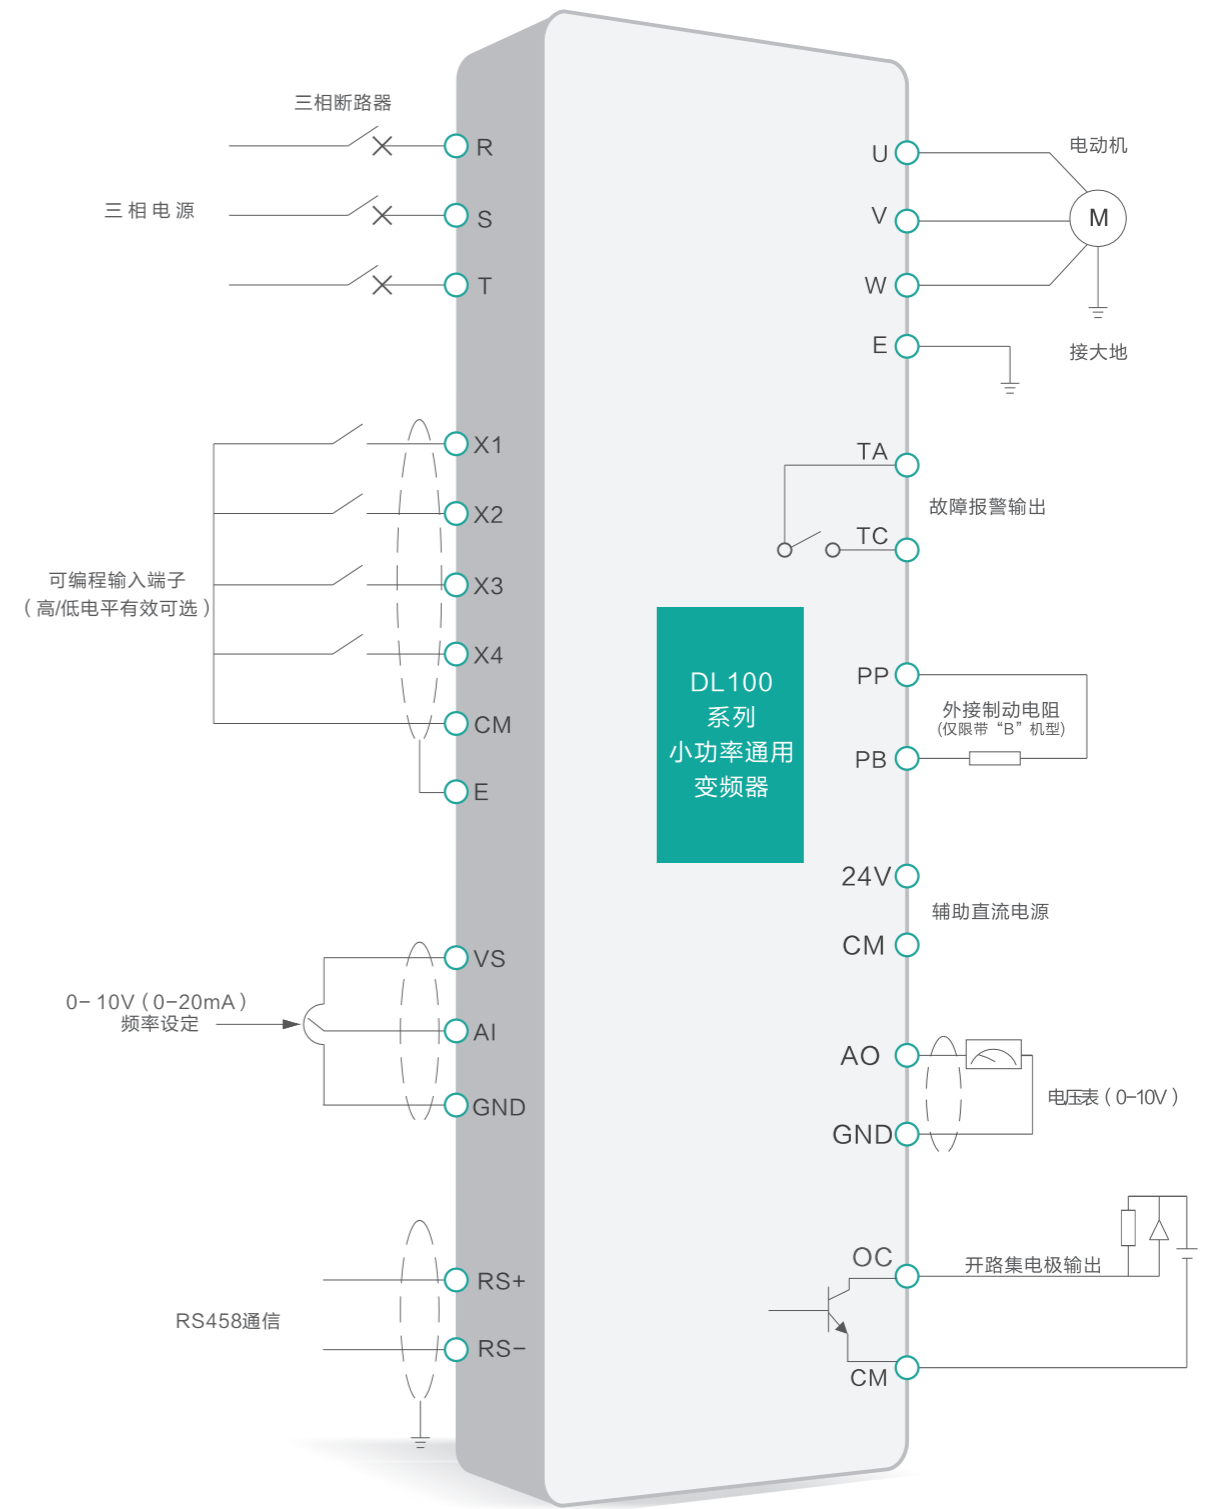 三相断路器
R
三相电源
S
T
U
电动机
V
M
W
E
接大地
X1
X2
可编程输入端子
(高/低电平有效可选)
X3
X4
CM
E
TA
故障报警输出
TC
DL100
系列
小功率通用
变频器
PP
外接制动电阻
(仅限带“B”机型)
PB
24V
辅助直流电源
CM
VS
0-10V(0-20mA)
频率设定
AI
GND
AO
电压表(0-10V)
GND
RS+
RS458通信
RS-
OC
开路集电极输出
CM